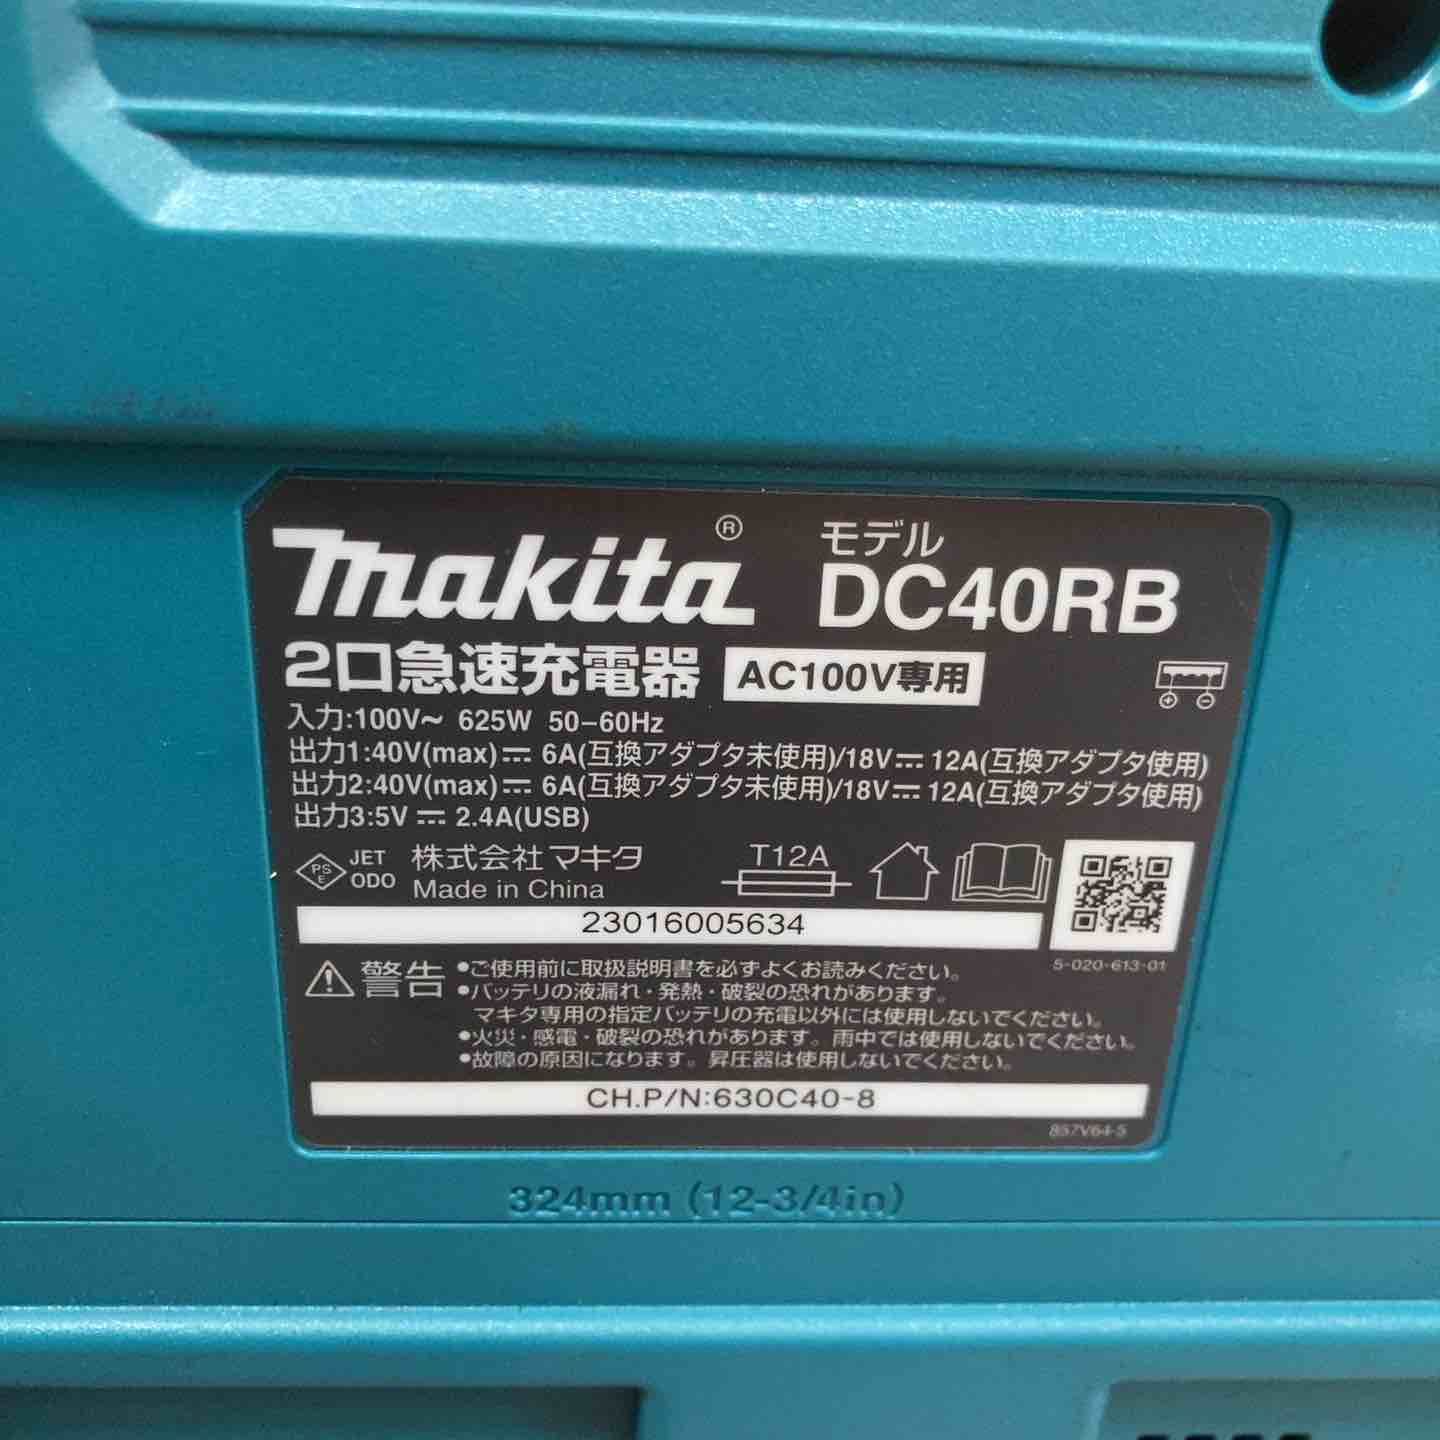 makita®
モデル
DC40RB
2口急速充電器 AC100V専用
入力:100V~ 625W 50-60Hz
出力1:40V(max)⎓ 6A(互換アダプタ未使用)/18V⎓ 12A(互換アダプタ使用)
出力2:40V(max)⎓ 6A(互換アダプタ未使用)/18V⎓ 12A(互換アダプタ使用)
出力3:5V⎓ 2.4A(USB)
PS
E
JET
ODO
株式会社マキタ
Made in China
T12A
23016005634
5-020-613-01
警告
•ご使用前に取扱説明書を必ずよくお読みください。
•バッテリの液漏れ・発熱・破裂の恐れがあります。
マキタ専用の指定バッテリの充電以外には使用しないでください。
•火災・感電・破裂の恐れがあります。雨中では使用しないでください。
•故障の原因になります。昇圧器は使用しないでください。
CH.P/N:630C40-8
857V64-5
324mm (12-3/4in)